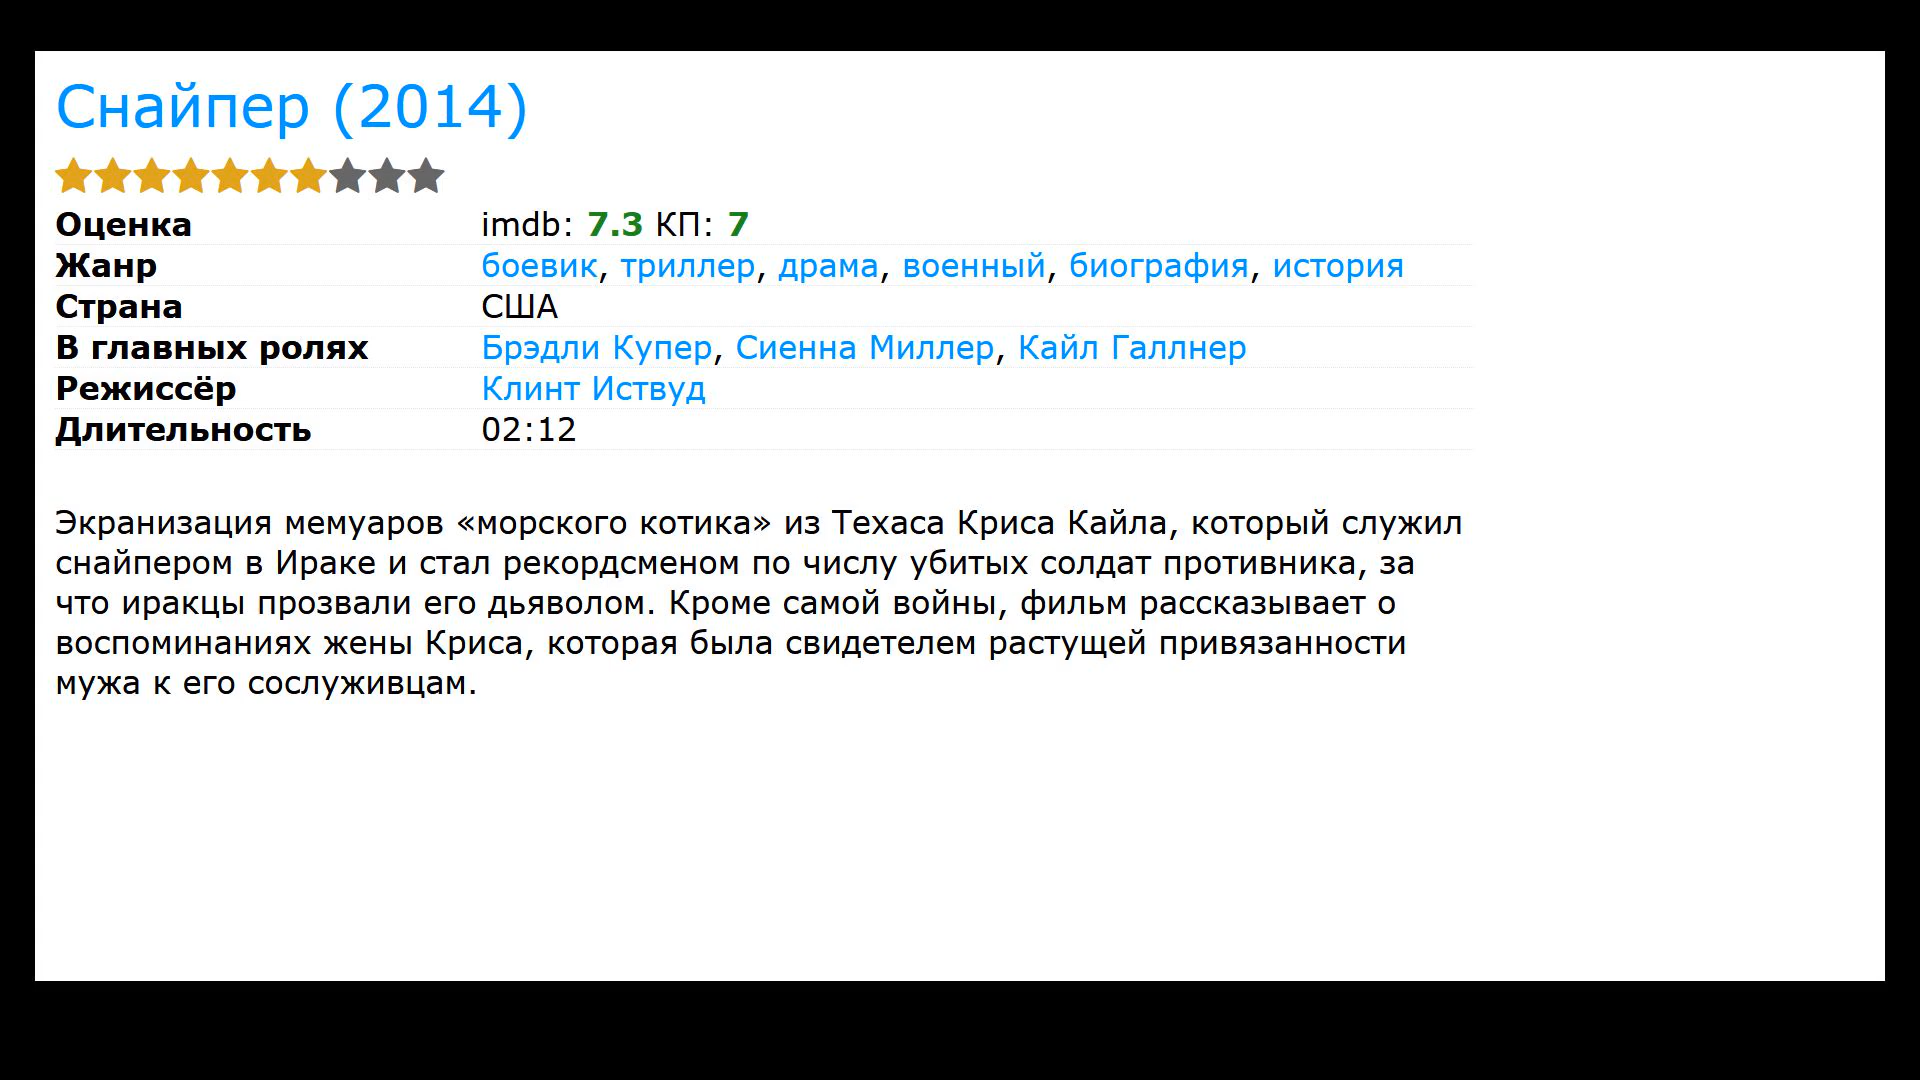 Снайпер (2014)
Оценка imdb: 7.3 КП: 7
Жанр боевик, триллер, драма, военный, биография, история
Страна США
В главных ролях Брэдли Купер, Сиенна Миллер, Кайл Галлнер
Режиссёр Клинт Иствуд
Длительность 02:12
Экранизация мемуаров «морского котика» из Техаса Криса Кайла, который служил
снайпером в Ираке и стал рекордсменом по числу убитых солдат противника, за
что иракцы прозвали его дьяволом. Кроме самой войны, фильм рассказывает о
воспоминаниях жены Криса, которая была свидетелем растущей привязанности
мужа к его сослуживцам.